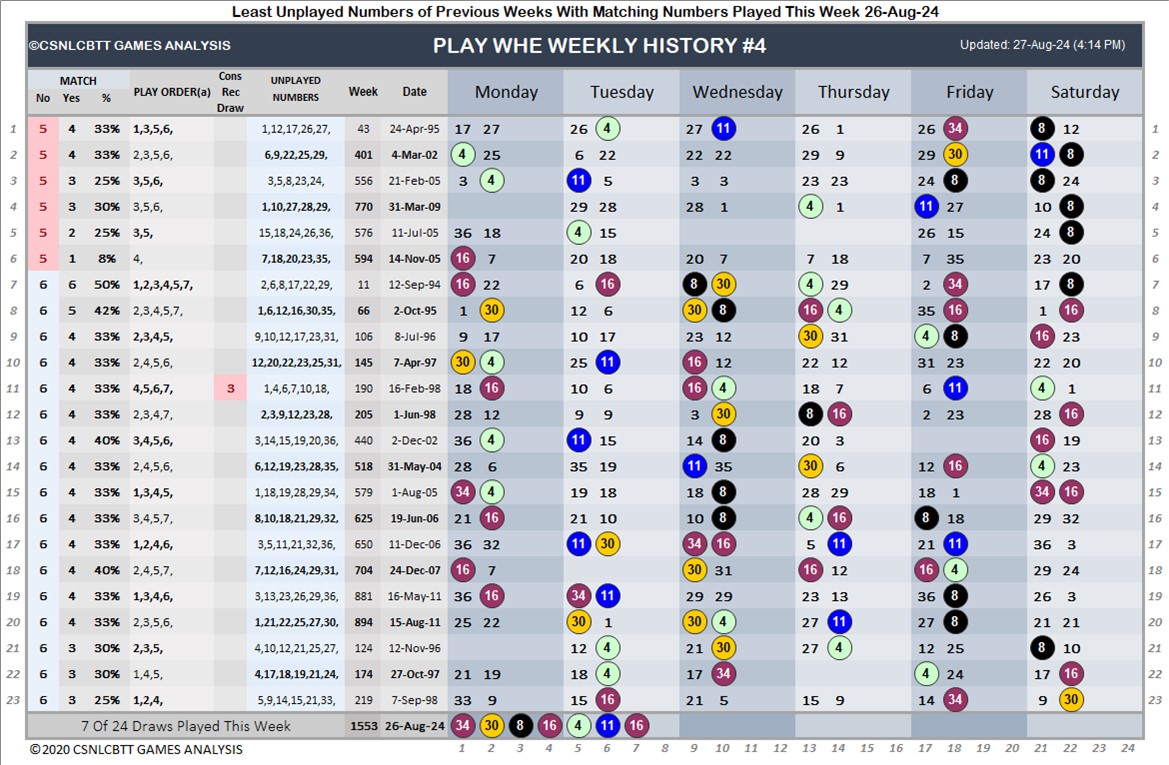 Least Unplayed Numbers of Previous Weeks With Matching Numbers Played This Week 26-Aug-24
©CSNLCBTT GAMES ANALYSIS PLAY WHE WEEKLY HISTORY #4 Updated: 27-Aug-24 (4:14 PM)
MATCH Cons UNPLAYED
No Yes % PLAY ORDER(a) Rec NUMBERS Week Date Monday Tuesday Wednesday Thursday Friday Saturday
Draw
1 5 4 33% 1,3,5,6, 1,12,17,26,27, 43 24-Apr-95 17 27 26 4 27 11 26 1 26 34 8 12 1
2 5 4 33% 2,3,5,6, 6,9,22,25,29, 401 4-Mar-02 4 25 6 22 22 22 29 9 29 30 11 8 2
3 5 3 25% 3,5,6, 3,5,8,23,24, 556 21-Feb-05 3 4 11 5 3 3 23 23 24 8 8 24 3
4 5 3 30% 3,5,6, 1,10,27,28,29, 770 31-Mar-09 29 28 28 1 4 1 11 27 10 8 4
5 5 2 25% 3,5, 15,18,24,26,36, 576 11-Jul-05 36 18 4 15 26 15 24 8 5
6 5 1 8% 4, 7,18,20,23,35, 594 14-Nov-05 16 7 20 18 20 7 7 18 7 35 23 20 6
7 6 6 50% 1,2,3,4,5,7, 2,6,8,17,22,29, 11 12-Sep-94 16 22 6 16 8 30 4 29 2 34 17 8 7
8 6 5 42% 2,3,4,5,7, 1,6,12,16,30,35, 66 2-Oct-95 1 30 12 6 30 8 16 4 35 16 1 16 8
9 6 4 33% 2,3,4,5, 9,10,12,17,23,31, 106 8-Jul-96 9 17 10 17 23 12 30 31 4 8 16 23 9
10 6 4 33% 2,4,5,6, 12,20,22,23,25,31, 145 7-Apr-97 30 4 25 11 16 12 22 12 31 23 22 20 10
11 6 4 33% 4,5,6,7, 3 1,4,6,7,10,18, 190 16-Feb-98 18 16 10 6 16 4 18 7 6 11 4 1 11
12 6 4 33% 2,3,4,7, 2,3,9,12,23,28, 205 1-Jun-98 28 12 9 9 3 30 8 16 2 23 28 16 12
13 6 4 40% 3,4,5,6, 3,14,15,19,20,36, 440 2-Dec-02 36 4 11 15 14 8 20 3 16 19 13
14 6 4 33% 2,4,5,6, 6,12,19,23,28,35, 518 31-May-04 28 6 35 19 11 35 30 6 12 16 4 23 14
15 6 4 33% 1,3,4,5, 1,18,19,28,29,34, 579 1-Aug-05 34 4 19 18 18 8 28 29 18 1 34 16 15
16 6 4 33% 3,4,5,7, 8,10,18,21,29,32, 625 19-Jun-06 21 16 21 10 10 8 4 16 8 18 29 32 16
17 6 4 33% 1,2,4,6, 3,5,11,21,32,36, 650 11-Dec-06 36 32 11 30 34 16 5 11 21 11 36 3 17
18 6 4 40% 2,4,5,7, 7,12,16,24,29,31, 704 24-Dec-07 16 7 30 31 16 12 16 4 29 24 18
19 6 4 33% 1,3,4,6, 3,13,23,26,29,36, 881 16-May-11 36 16 34 11 29 29 23 13 36 8 26 3 19
20 6 4 33% 2,3,5,6, 1,21,22,25,27,30, 894 15-Aug-11 25 22 30 1 30 4 27 11 27 8 21 21 20
21 6 3 30% 2,3,5, 4,10,12,21,25,27, 124 12-Nov-96 12 4 21 30 27 4 12 25 8 10 21
22 6 3 30% 1,4,5, 4,17,18,19,21,24, 174 27-Oct-97 21 19 18 4 17 34 4 24 17 16 22
23 6 3 25% 1,2,4, 5,9,14,15,21,33, 219 7-Sep-98 33 9 15 16 21 5 15 9 14 34 9 30 23
7 Of 24 Draws Played This Week 1553 26-Aug-24 34 30 8 16 4 11 16
©2020 CSNLCBTT GAMES ANALYSIS 1 2 3 4 5 6 7 8 9 10 11 12 13 14 15 16 17 18 19 20 21 22 23 24